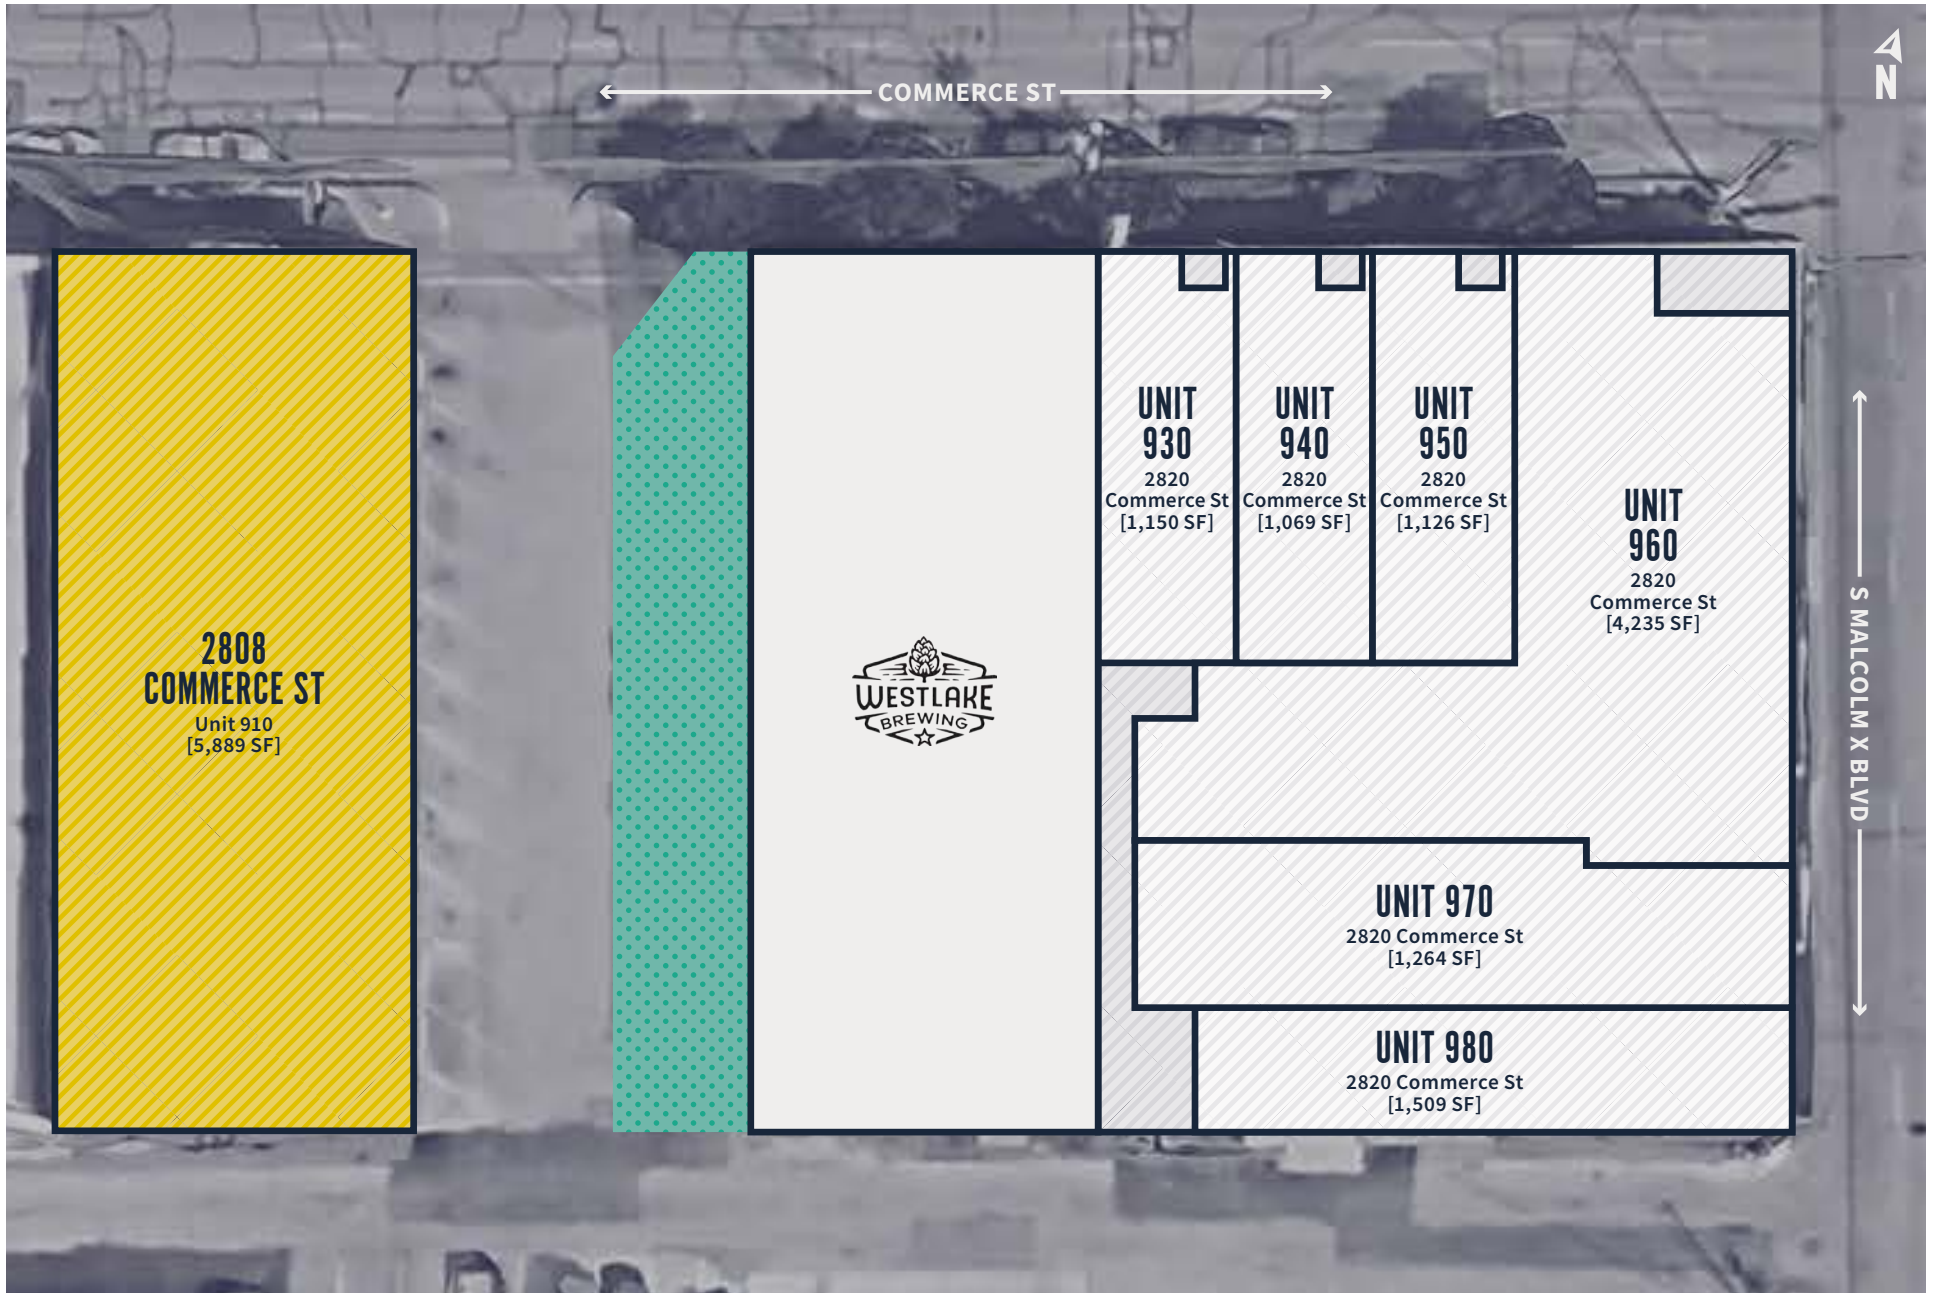 COMMERCE ST
N
UNIT
930
2820
Commerce St
[1,150 SF]
UNIT
940
2820
Commerce St
[1,069 SF]
UNIT
950
2820
Commerce St
[1,126 SF]
UNIT
960
2820
Commerce St
[4,235 SF]
S MALCOLM X BLVD
2808
COMMERCE ST
Unit 910
[5,889 SF]
WESTLAKE
BREWING
UNIT 970
2820 Commerce St
[1,264 SF]
UNIT 980
2820 Commerce St
[1,509 SF]